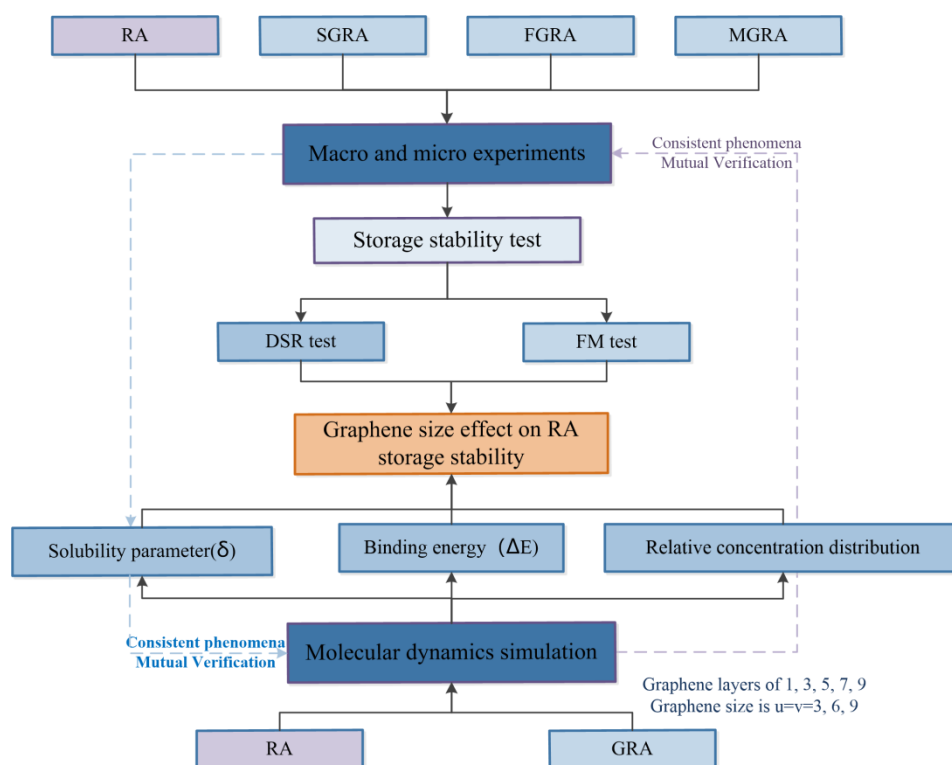 RA
SGRA
FGRA
MGRA
Macro and micro experiments
Consistent phenomena
Mutual Verification
Storage stability test
DSR test
FM test
Graphene size effect on RA
storage stability
Solubility parameter(δ)
Binding energy (ΔE)
Relative concentration distribution
Consistent phenomena
Mutual Verification
Molecular dynamics simulation
Graphene layers of 1, 3, 5, 7, 9
Graphene size is u=v=3, 6, 9
RA
GRA